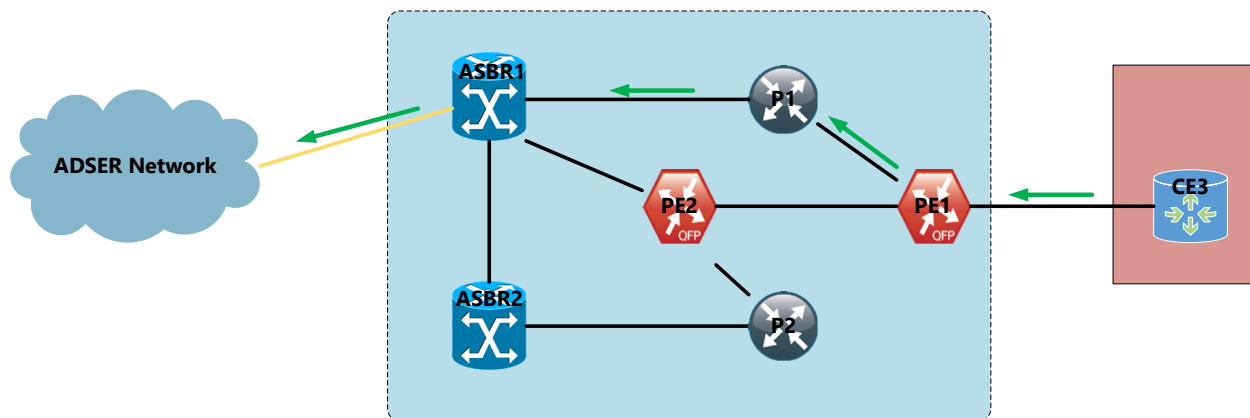 ASBR1
P1
ADSER Network
CE3
PE2
PE1
QFP
QFP
ASBR2
P2